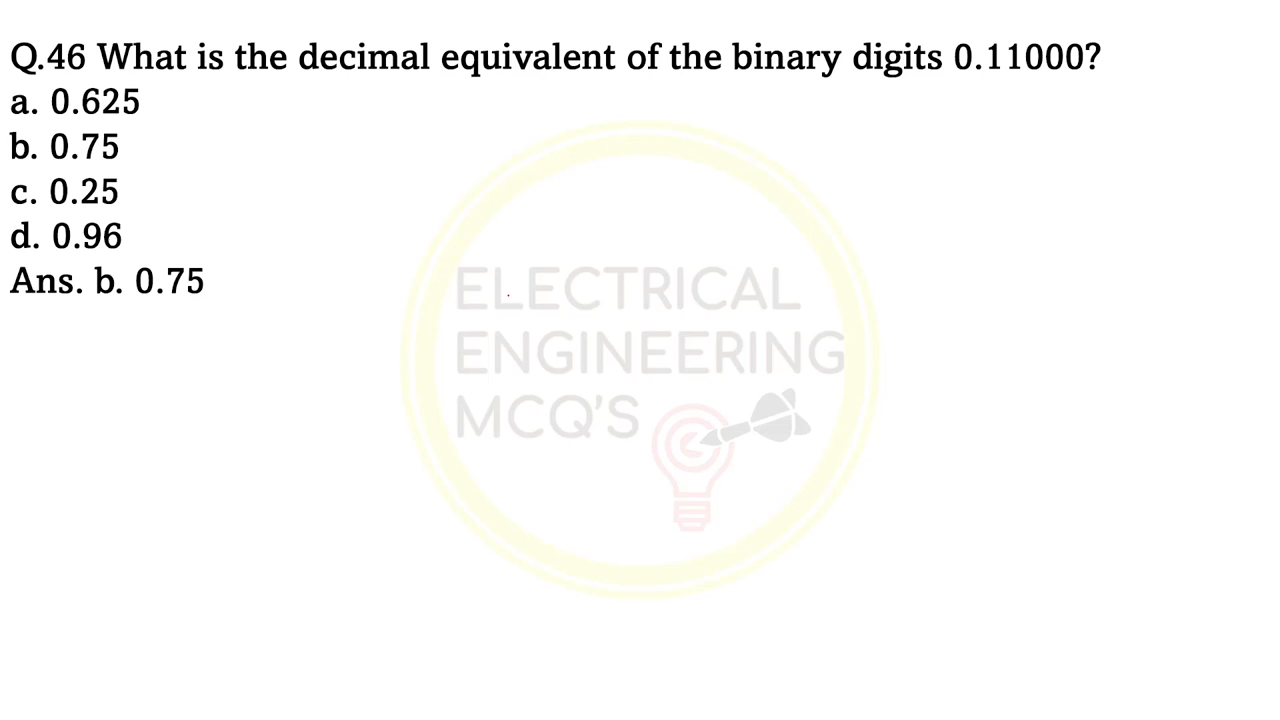 Q.46 What is the decimal equivalent of the binary digits 0.11000?
a. 0.625
b. 0.75
c. 0.25
d. 0.96
Ans. b. 0.75
ELECTRICAL
ENGINEERING
MCQ'S